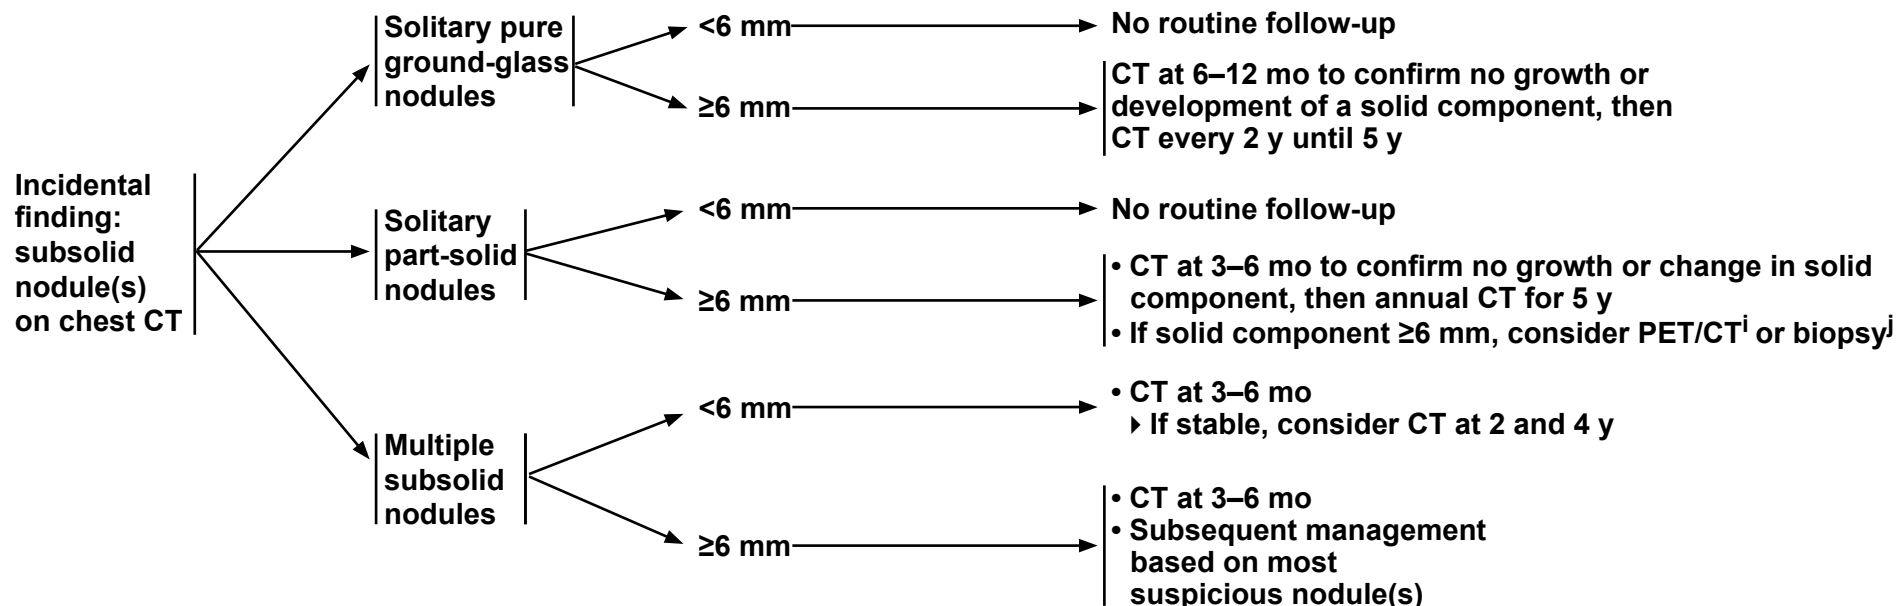 Incidental
finding:
subsolid
nodule(s)
on chest CT
Solitary pure
ground-glass
nodules
<6 mm
No routine follow-up
≥6 mm
CT at 6–12 mo to confirm no growth or
development of a solid component, then
CT every 2 y until 5 y
Solitary
part-solid
nodules
<6 mm
No routine follow-up
≥6 mm
• CT at 3–6 mo to confirm no growth or change in solid
component, then annual CT for 5 y
• If solid component ≥6 mm, consider PET/CTi or biopsyj
Multiple
subsolid
nodules
<6 mm
• CT at 3–6 mo
‣ If stable, consider CT at 2 and 4 y
≥6 mm
• CT at 3–6 mo
• Subsequent management
based on most
suspicious nodule(s)